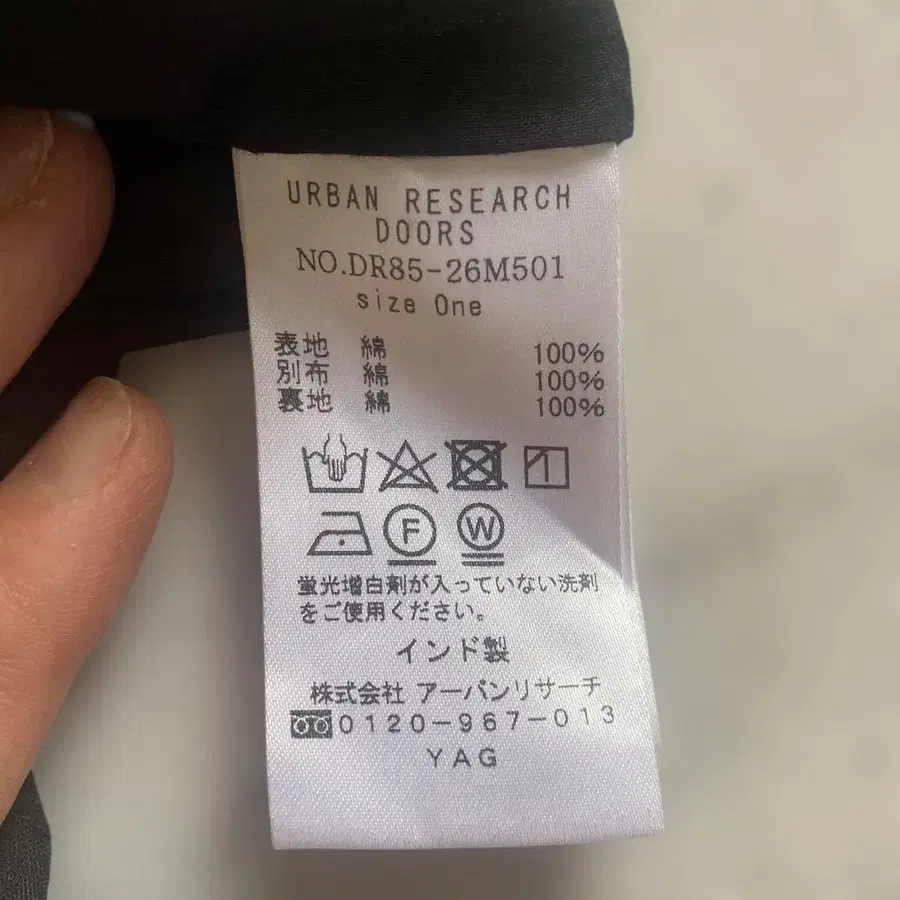 URBAN RESEARCH
DOORS
NO.DR85-26M501
size One
表地 綿 100%
別布 綿 100%
裏地 綿 100%
F W
蛍光増白剤が入っていない洗剤
をご使用ください。
インド製
株式会社 アーバンリサーチ
0120-967-013
YAG